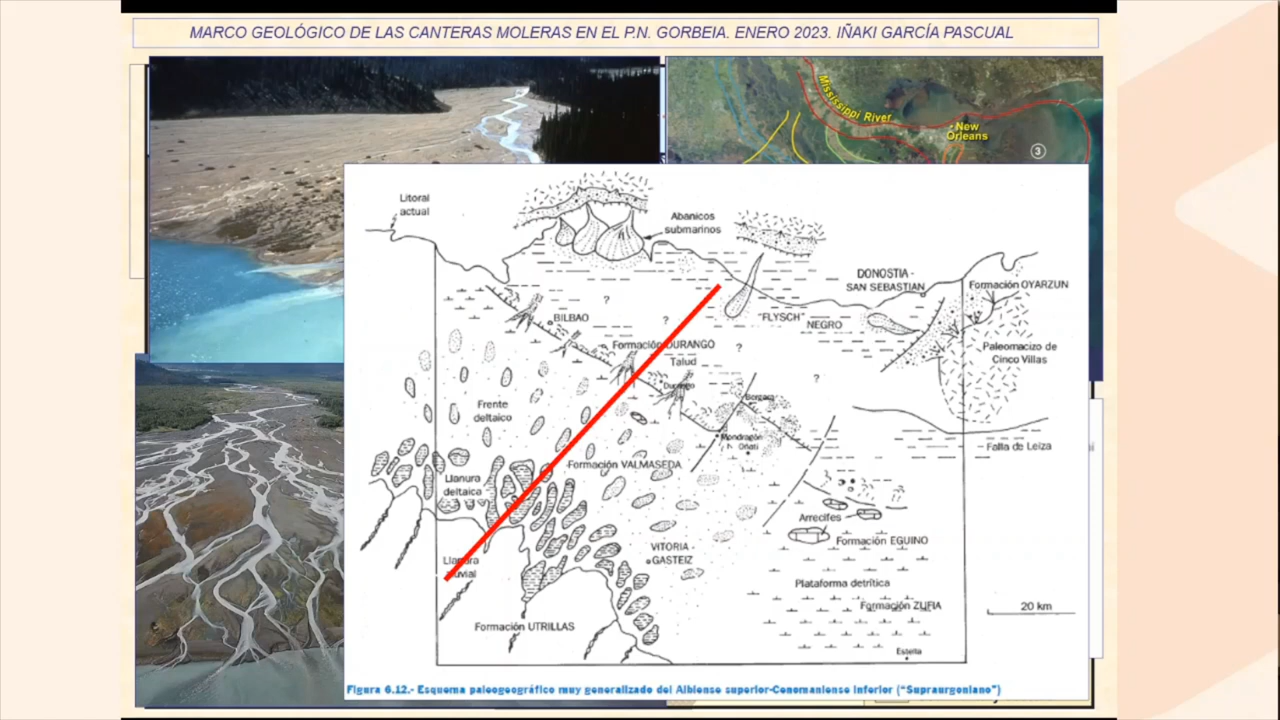 MARCO GEOLÓGICO DE LAS CANTERAS MOLERAS EN EL P.N. GORBEIA. ENERO 2023. IÑAKI GARCÍA PASCUAL
Mississippi River
New
Orleans
3
Litoral
actual
Abanicos
submarinos
DONOSTIA -
SAN SEBASTIAN
Formación OYARZUN
?
BILBAO
?
"FLYSCH"
NEGRO
Formación DURANGO
?
Paleomacizo de
Cinco Villas
Talud
?
Durango
Bergara
Frente
deltaico
Mondragón
Oñati
Falla de Leiza
Formación VALMASEDA
Llanura
deltaica
Arrecifes
Formación EGUINO
VITORIA -
GASTEIZ
Llanura
fluvial
Plataforma detrítica
Formación ZUFIA
20 km
Formación UTRILLAS
Estella
Figura 6.12.- Esquema paleogeográfico muy generalizado del Albiense superior-Cenomaniense inferior ("Supraurgoniano")